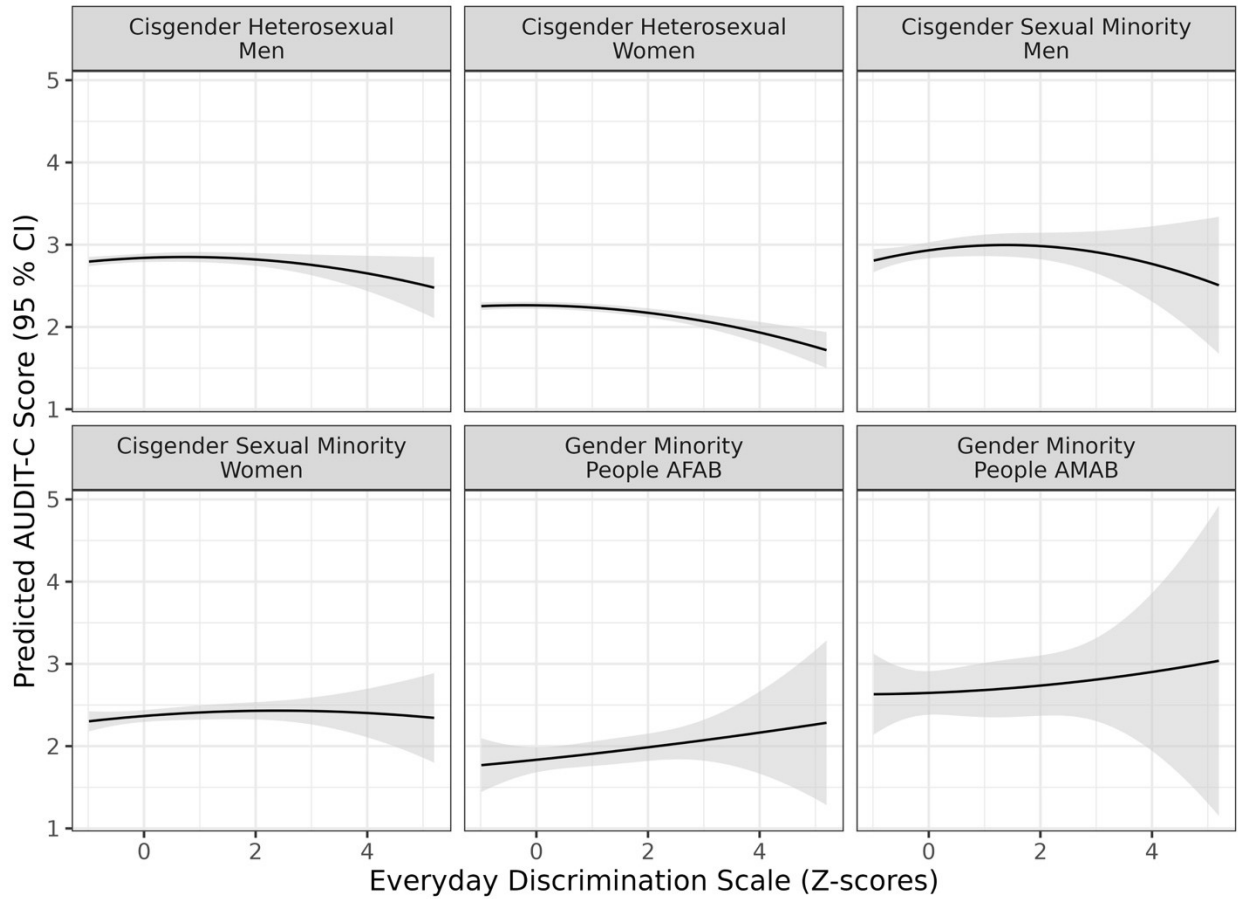 Cisgender Heterosexual
Men
Cisgender Heterosexual
Women
Cisgender Sexual Minority
Men
5
4
3
2
1
Cisgender Sexual Minority
Women
Gender Minority
People AFAB
Gender Minority
People AMAB
5
4
3
2
1
0 2 4
0 2 4
0 2 4
Predicted AUDIT-C Score (95 % CI)
Everyday Discrimination Scale (Z-scores)